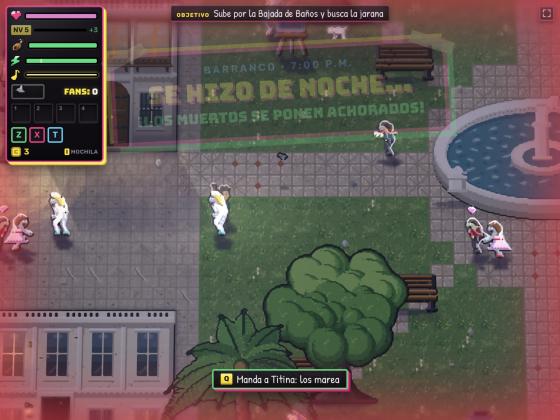 OBJETIVO Sube por la Bajada de Baños y busca la jarana
NV 5 +3
FANS: 0
1 2 3 4
Z X T
C 3 I MOCHILA
BARRANCO · 7:00 P.M.
SE HIZO DE NOCHE...
¡LOS MUERTOS SE PONEN ACHORADOS!
Q Manda a Titina: los marea